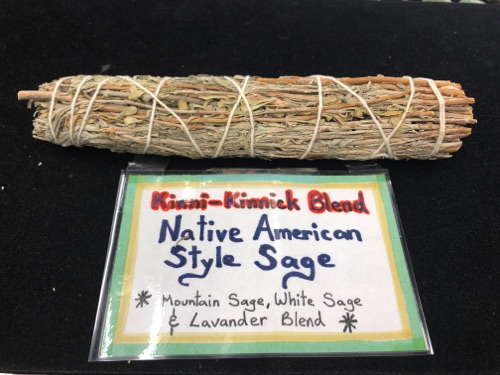 Kinni-Kinnick Blend
Native American
Style Sage
* Mountain Sage, White Sage
& Lavander Blend *